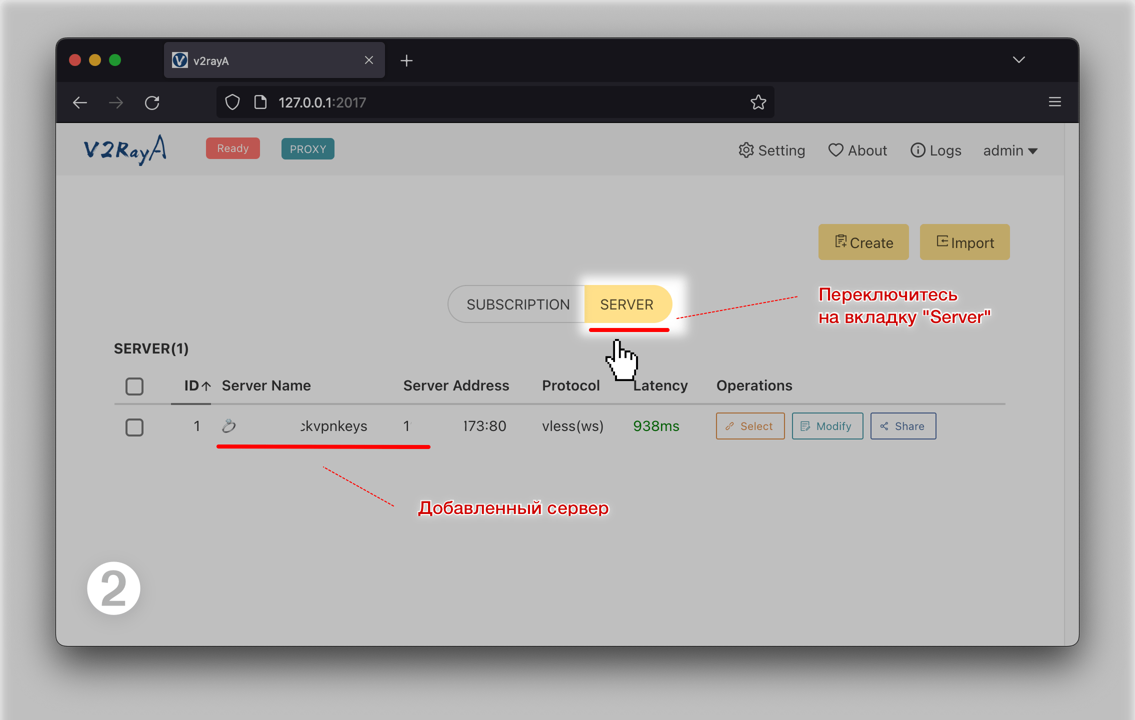 v2rayA
127.0.0.1:2017
V2RayA
Ready
PROXY
Setting
About
Logs
admin
Create
Import
SUBSCRIPTION
SERVER
Переключитесь
на вкладку "Server"
SERVER(1)
ID Server Name Server Address Protocol Latency Operations
1 ckvpnkeys 1 173:80 vless(ws) 938ms Select Modify Share
Добавленный сервер
2